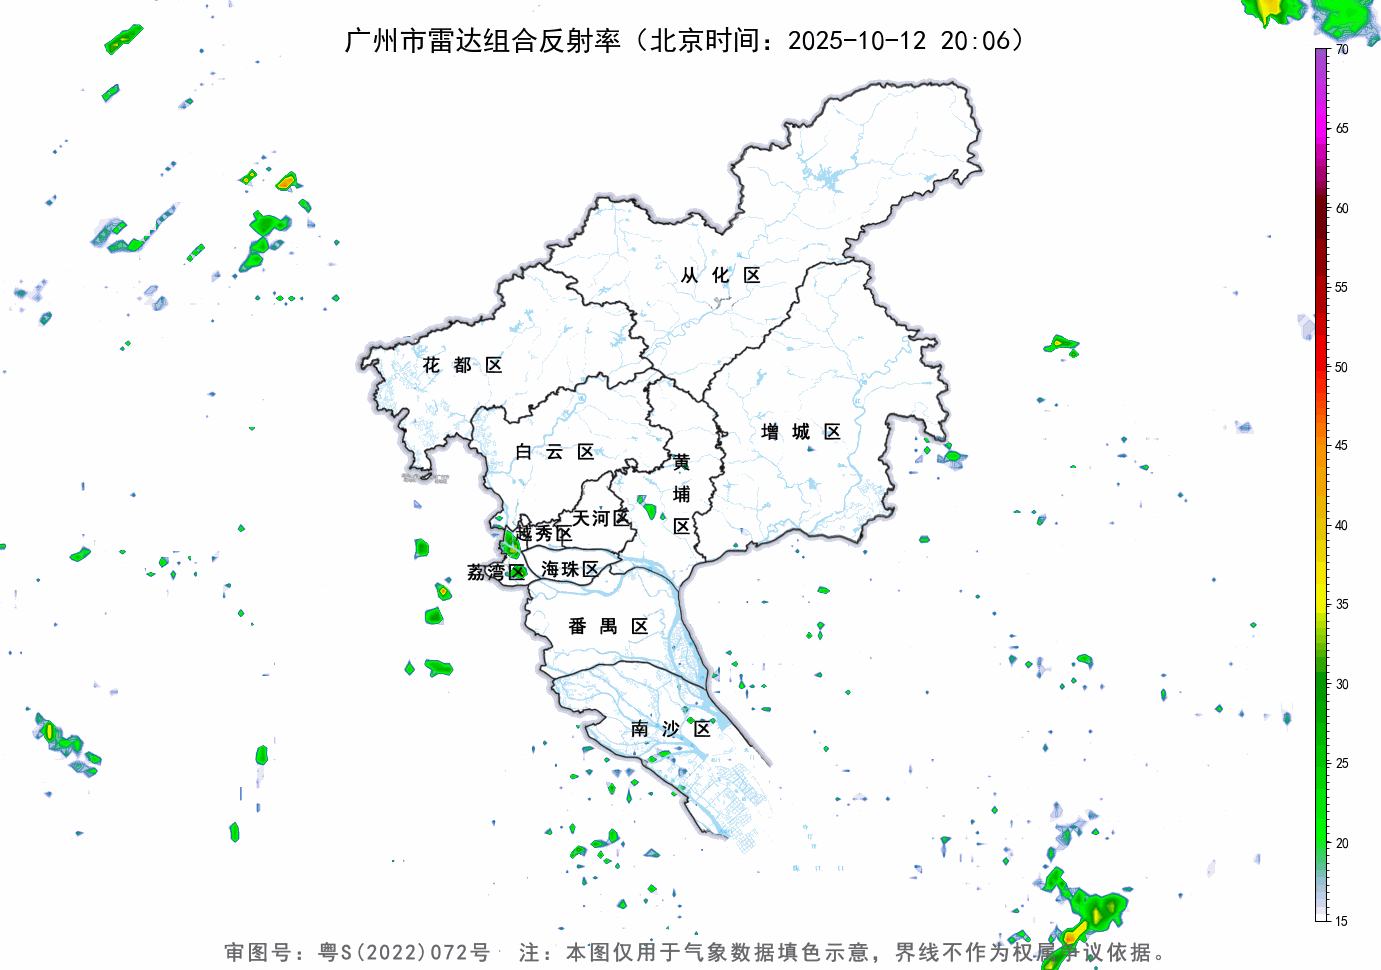 广州市雷达组合反射率（北京时间：2025-10-12 20:06）
70
65
60
55
50
45
40
35
30
25
20
15
从化区
花都区
增城区
白云区
黄埔区
天河区
越秀区
荔湾区
海珠区
番禺区
南沙区
审图号：粤S(2022)072号 注：本图仅用于气象数据填色示意，界线不作为权属争议依据。